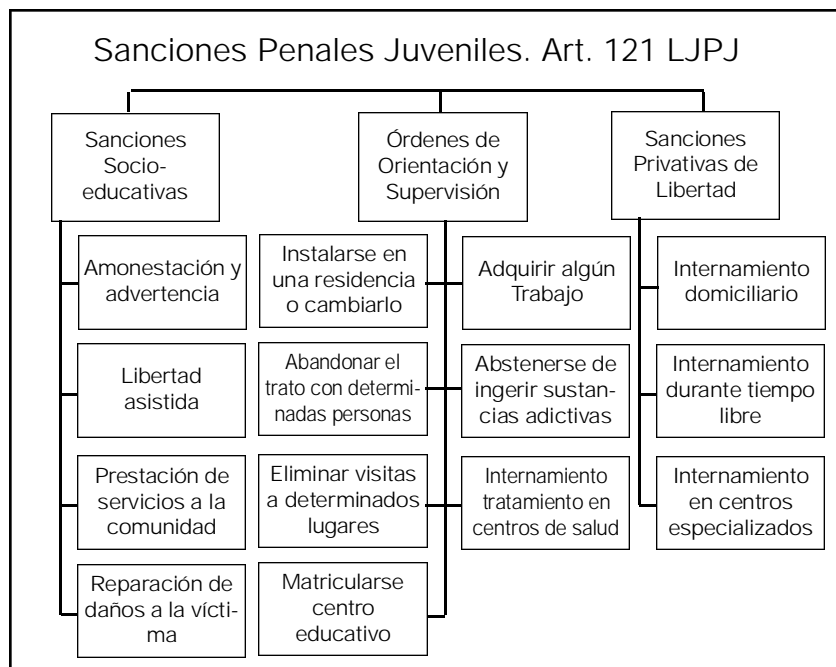 Sanciones Penales Juveniles. Art. 121 LJPJ
Sanciones
Socio-
educativas
Órdenes de
Orientación y
Supervisión
Sanciones
Privativas de
Libertad
Amonestación y
advertencia
Instalarse en
una residencia
o cambiarlo
Adquirir algún
Trabajo
Internamiento
domiciliario
Libertad
asistida
Abandonar el
trato con determi-
nadas personas
Abstenerse de
ingerir sustan-
cias adictivas
Internamiento
durante tiempo
libre
Prestación de
servicios a la
comunidad
Eliminar visitas
a determinados
lugares
Internamiento
tratamiento en
centros de salud
Internamiento
en centros
especializados
Reparación de
daños a la vícti-
ma
Matricularse
centro
educativo